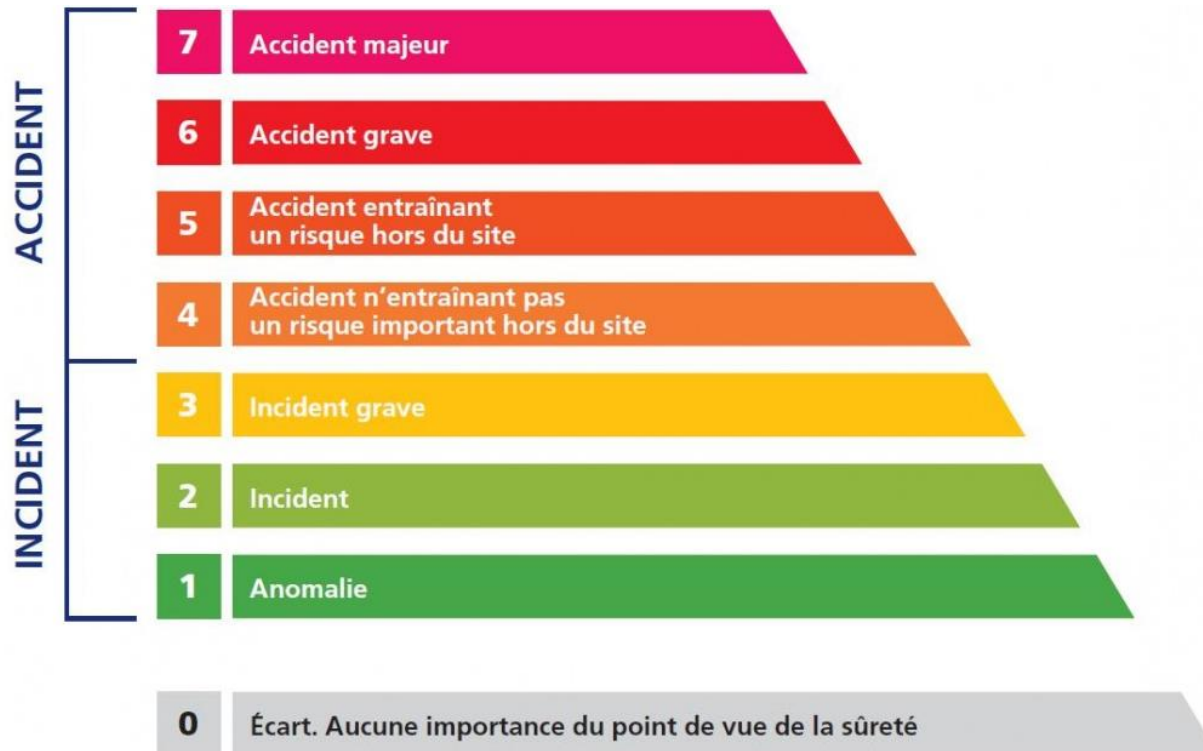 ACCIDENT
7 Accident majeur
6 Accident grave
5 Accident entraînant
un risque hors du site
4 Accident n’entraînant pas
un risque important hors du site
INCIDENT
3 Incident grave
2 Incident
1 Anomalie
0 Écart. Aucune importance du point de vue de la sûreté